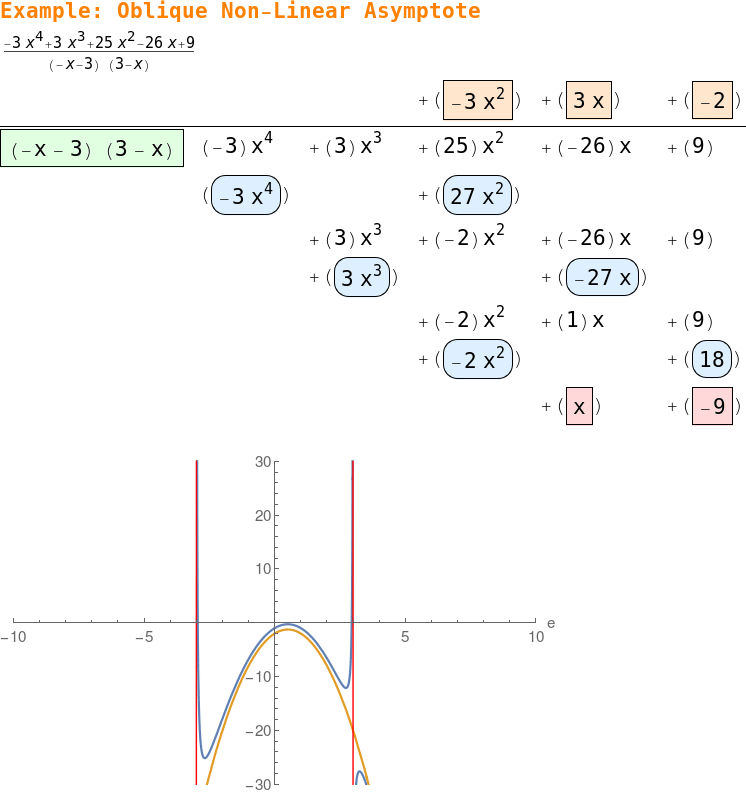 Example: Oblique Non-Linear Asymptote
-3 x^4+3 x^3+25 x^2-26 x+9
(-x-3) (3-x)
+ ( -3 x^2 ) + ( 3 x ) + ( -2 )
(-x-3) (3-x) (-3) x^4 + (3) x^3 + (25) x^2 + (-26) x + (9)
( -3 x^4 ) + ( 27 x^2 )
+ (3) x^3 + (-2) x^2 + (-26) x + (9)
+ ( 3 x^3 ) + ( -27 x )
+ (-2) x^2 + (1) x + (9)
+ ( -2 x^2 ) + ( 18 )
+ ( x ) + ( -9 )
30
20
10
e
-10 -5 5 10
-10
-20
-30